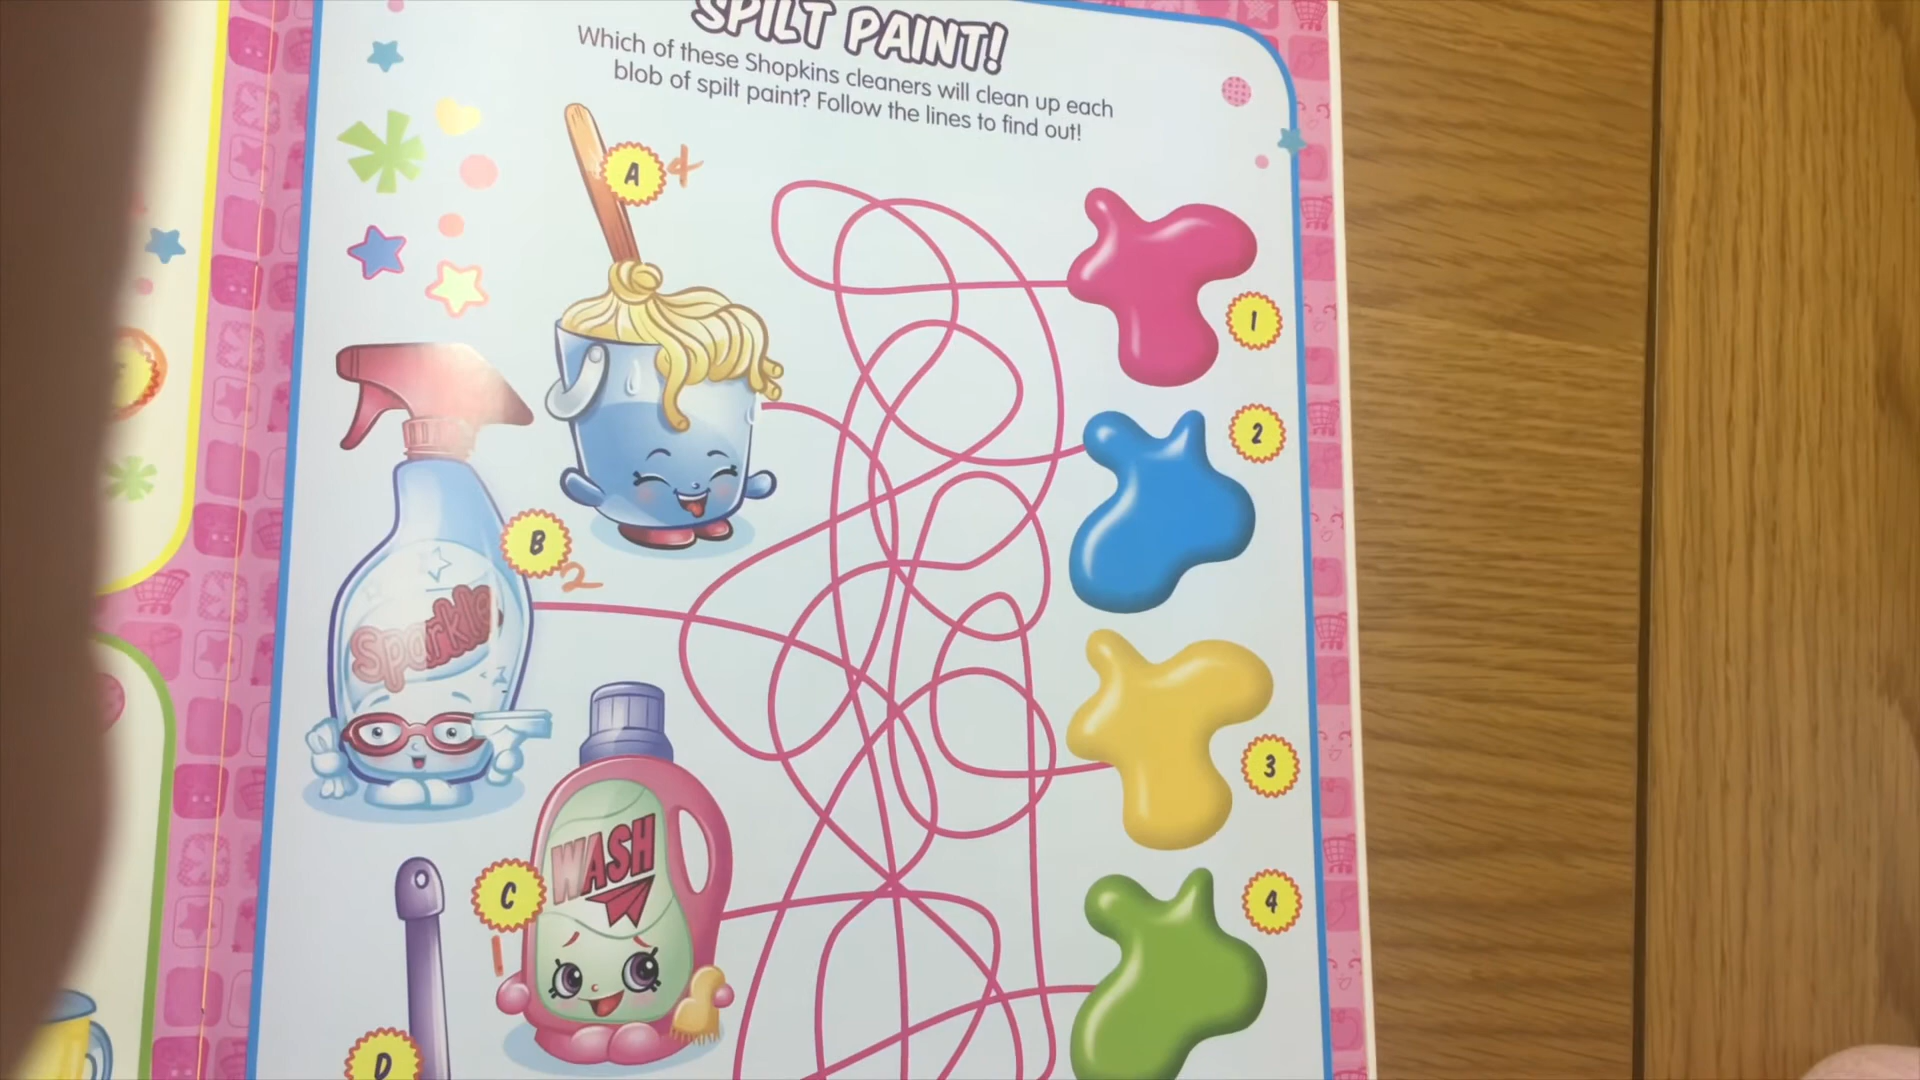 SPILT PAINT!
Which of these Shopkins cleaners will clean up each
blob of spilt paint? Follow the lines to find out!
A 4
1
2
B
2
Sparkle
3
WASH
C
1
4
D